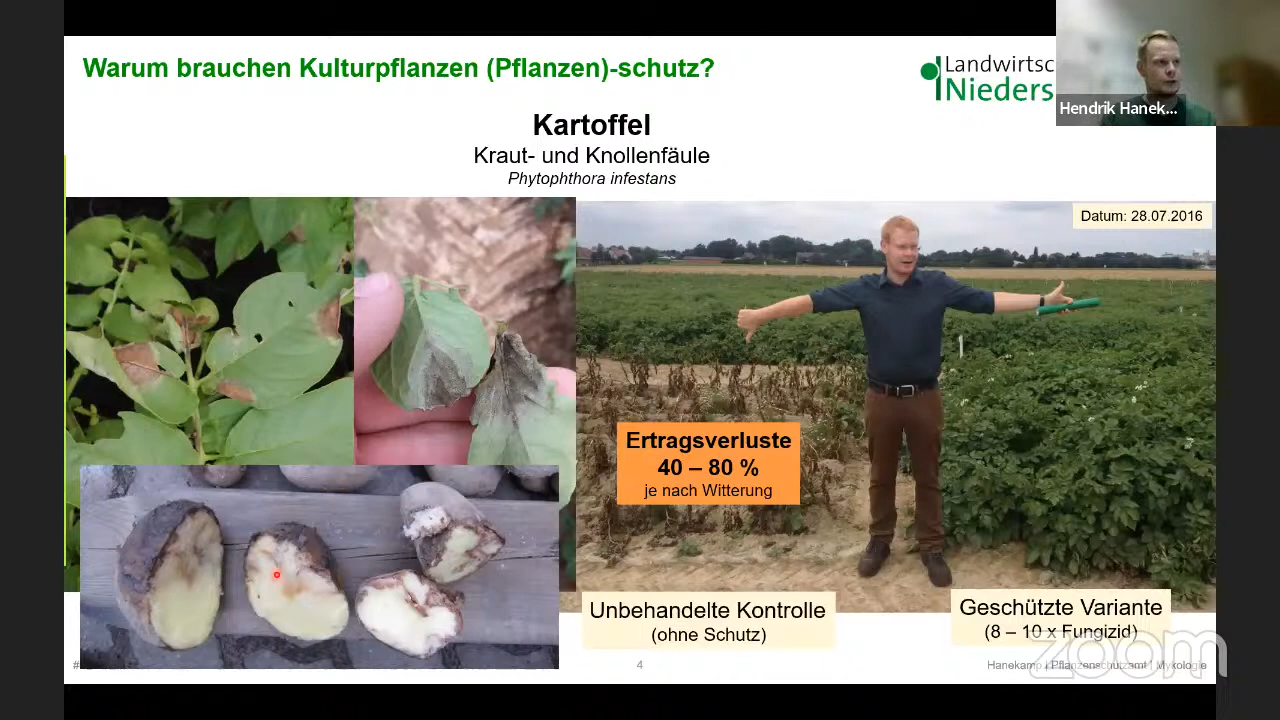 Warum brauchen Kulturpflanzen (Pflanzen)-schutz?
Landwirtsc
Nieders
Hendrik Hanek...
Kartoffel
Kraut- und Knollenfäule
Phytophthora infestans
Datum: 28.07.2016
Ertragsverluste
40 – 80 %
je nach Witterung
Unbehandelte Kontrolle
(ohne Schutz)
Geschützte Variante
(8 – 10 x Fungizid)
#
4
Hanekamp | Pflanzenschutzamt | Mykologie
zoom